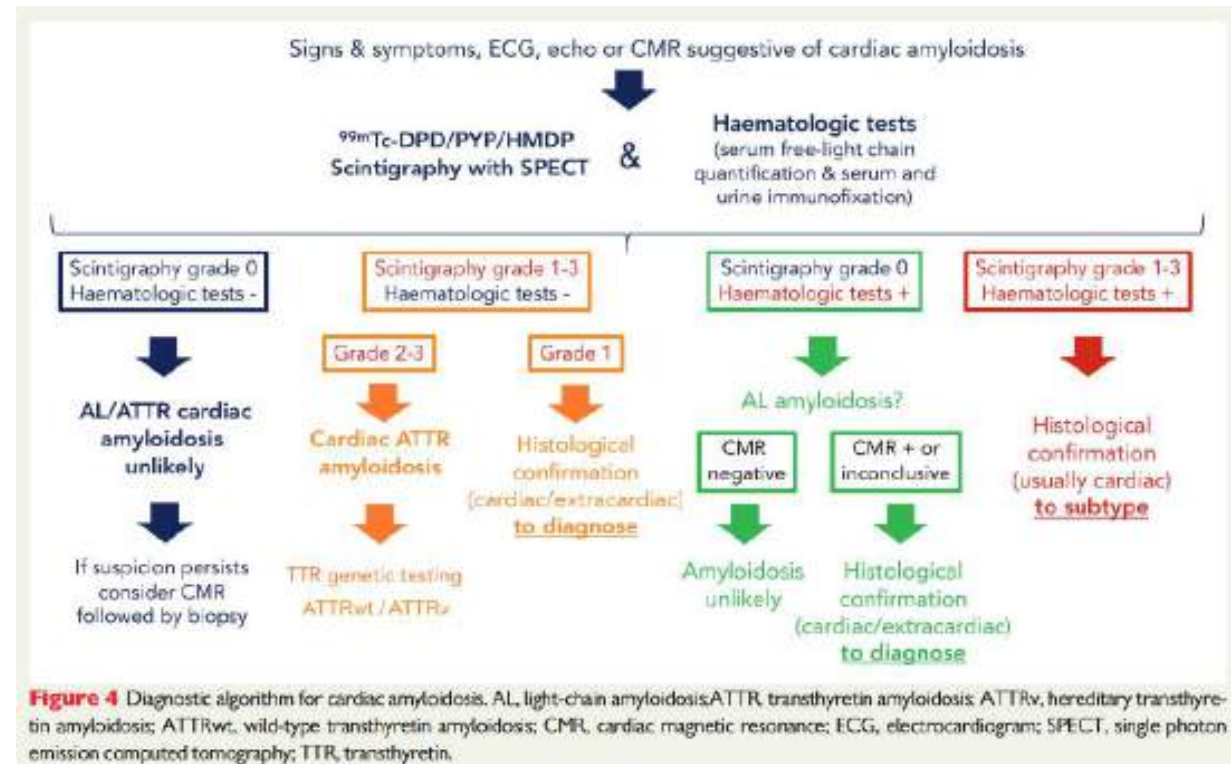 Signs & symptoms, ECG, echo or CMR suggestive of cardiac amyloidosis
99mTc-DPD/PYP/HMDP
Scintigraphy with SPECT
&
Haematologic tests
(serum free-light chain
quantification & serum and
urine immunofixation)
Scintigraphy grade 0
Haematologic tests -
Scintigraphy grade 1-3
Haematologic tests -
Scintigraphy grade 0
Haematologic tests +
Scintigraphy grade 1-3
Haematologic tests +
AL/ATTR cardiac
amyloidosis
unlikely
If suspicion persists
consider CMR
followed by biopsy
Grade 2-3
Cardiac ATTR
amyloidosis
TTR genetic testing
ATTRwt / ATTRv
Grade 1
Histological
confirmation
(cardiac/extracardiac)
to diagnose
AL amyloidosis?
CMR
negative
Amyloidosis
unlikely
CMR + or
inconclusive
Histological
confirmation
(cardiac/extracardiac)
to diagnose
Histological
confirmation
(usually cardiac)
to subtype
Figure 4 Diagnostic algorithm for cardiac amyloidosis. AL, light-chain amyloidosis.ATTR, transthyretin amyloidosis. ATTRv, hereditary transthyre-
tin amyloidosis; ATTRwt, wild-type transthyretin amyloidosis; CMR, cardiac magnetic resonance; ECG, electrocardiogram; SPECT, single photon
emission computed tomography; TTR, transthyretin.